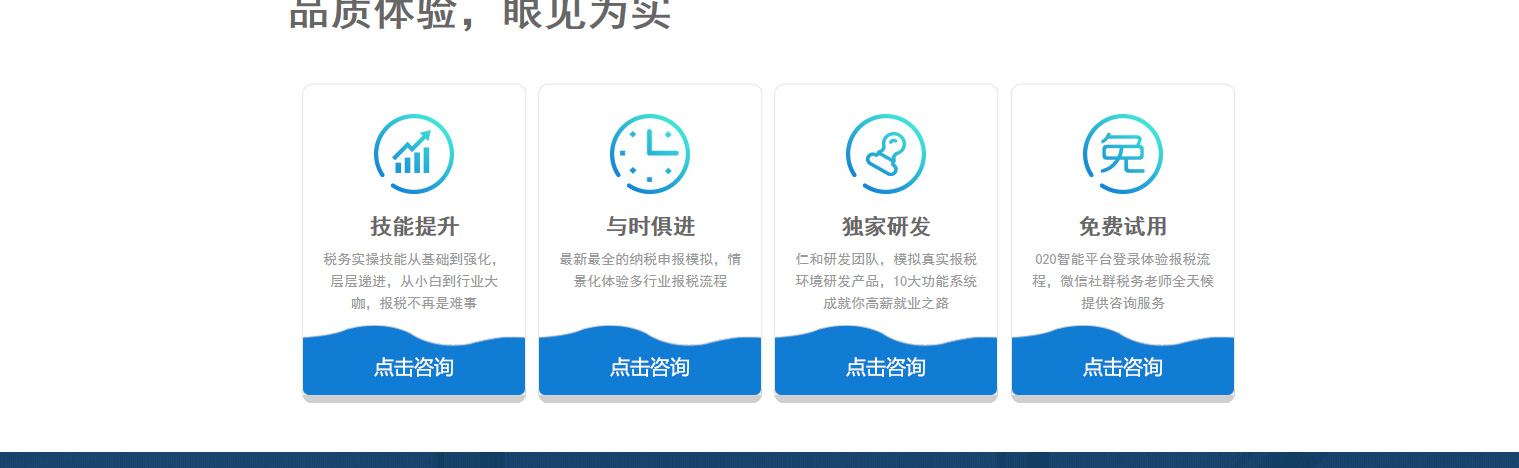 品质体验，眼见为实
免
技能提升
税务实操技能从基础到强化，
层层递进，从小白到行业大
咖，报税不再是难事
点击咨询
与时俱进
最新最全的纳税申报模拟，情
景化体验多行业报税流程
点击咨询
独家研发
仁和研发团队，模拟真实报税
环境研发产品，10大功能系统
成就你高薪就业之路
点击咨询
免费试用
020智能平台登录体验报税流
程，微信社群税务老师全天候
提供咨询服务
点击咨询